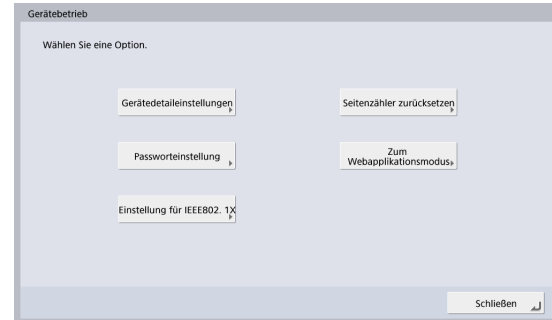 Gerätebetrieb
Wählen Sie eine Option.
Gerätedetaileinstellungen
Seitenzähler zurücksetzen
Passworteinstellung
Zum
Webapplikationsmodus
Einstellung für IEEE802. 1X
Schließen